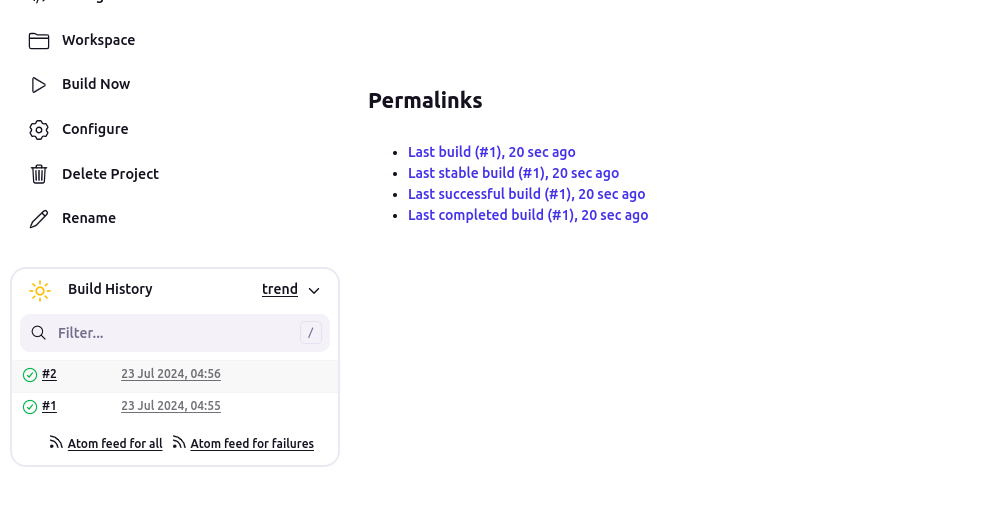 Workspace
Build Now
Configure
Delete Project
Rename
Permalinks
Last build (#1), 20 sec ago
Last stable build (#1), 20 sec ago
Last successful build (#1), 20 sec ago
Last completed build (#1), 20 sec ago
Build History
trend
Filter...
/
#2 23 Jul 2024, 04:56
#1 23 Jul 2024, 04:55
Atom feed for all Atom feed for failures